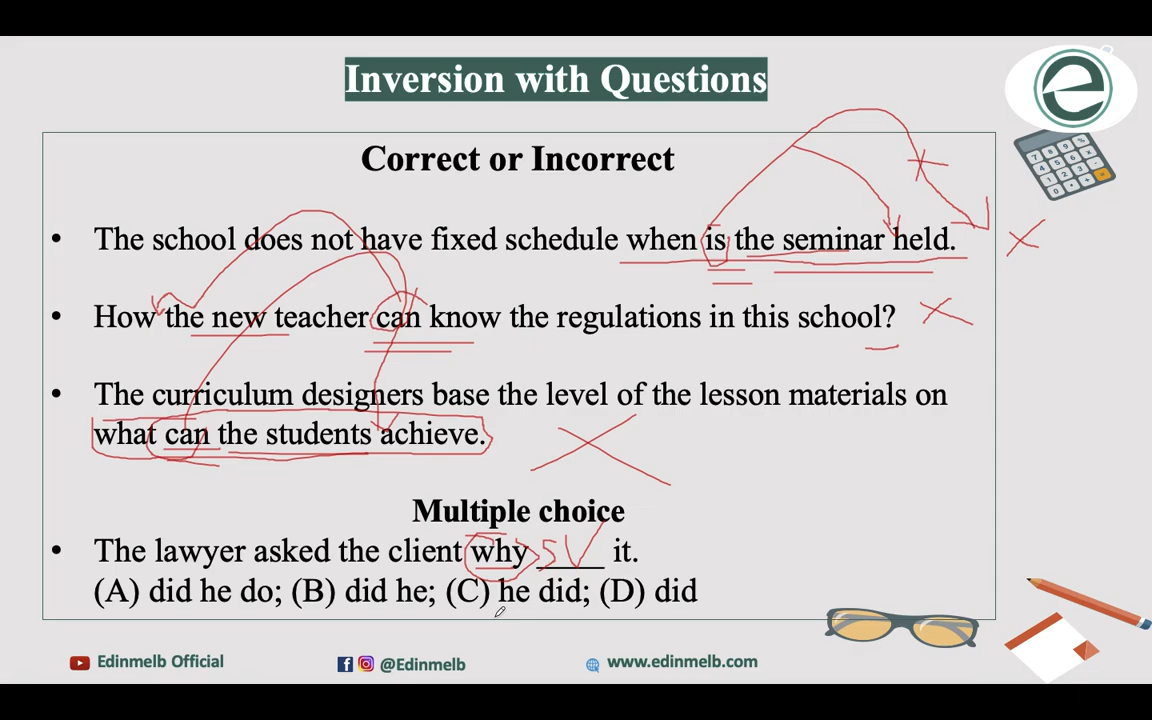 Inversion with Questions
Correct or Incorrect
• The school does not have fixed schedule when is the seminar held.
• How the new teacher can know the regulations in this school?
• The curriculum designers base the level of the lesson materials on
what can the students achieve.
Multiple choice
• The lawyer asked the client why SV ____ it.
(A) did he do; (B) did he; (C) he did; (D) did
Edinmelb Official
@Edinmelb
www.edinmelb.com